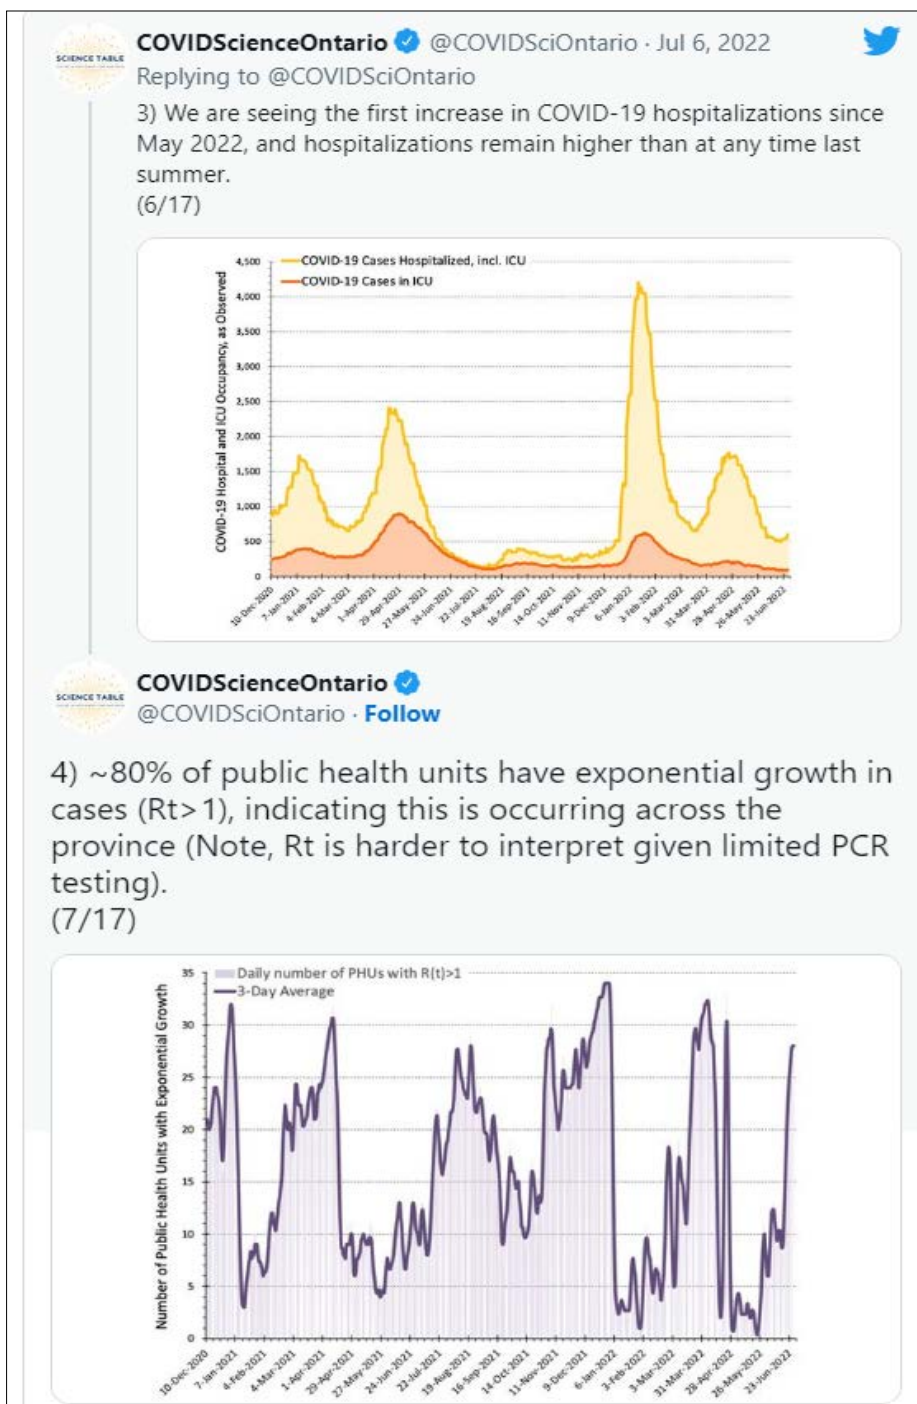 COVIDScienceOntario @COVIDSciOntario · Jul 6, 2022
SCIENCE TABLE
Replying to @COVIDSciOntario
3) We are seeing the first increase in COVID-19 hospitalizations since
May 2022, and hospitalizations remain higher than at any time last
summer.
(6/17)
COVID-19 Cases Hospitalized, incl. ICU
COVID-19 Cases in ICU
COVID-19 Hospital and ICU Occupancy, as Observed
4,500
4,000
3,500
3,000
2,500
2,000
1,500
1,000
500
0
10-Dec-2020
7-Jan-2021
4-Feb-2021
4-Mar-2021
1-Apr-2021
29-Apr-2021
27-May-2021
24-Jun-2021
22-Jul-2021
19-Aug-2021
16-Sep-2021
14-Oct-2021
11-Nov-2021
9-Dec-2021
6-Jan-2022
3-Feb-2022
3-Mar-2022
31-Mar-2022
28-Apr-2022
26-May-2022
23-Jun-2022
COVIDScienceOntario
SCIENCE TABLE
@COVIDSciOntario · Follow
4) ~80% of public health units have exponential growth in
cases (Rt>1), indicating this is occurring across the
province (Note, Rt is harder to interpret given limited PCR
testing).
(7/17)
Daily number of PHUs with R(t)>1
3-Day Average
Number of Public Health Units with Exponential Growth
35
30
25
20
15
10
5
0
10-Dec-2020
7-Jan-2021
4-Feb-2021
4-Mar-2021
1-Apr-2021
29-Apr-2021
27-May-2021
24-Jun-2021
22-Jul-2021
19-Aug-2021
16-Sep-2021
14-Oct-2021
11-Nov-2021
9-Dec-2021
6-Jan-2022
3-Feb-2022
3-Mar-2022
31-Mar-2022
28-Apr-2022
26-May-2022
23-Jun-2022